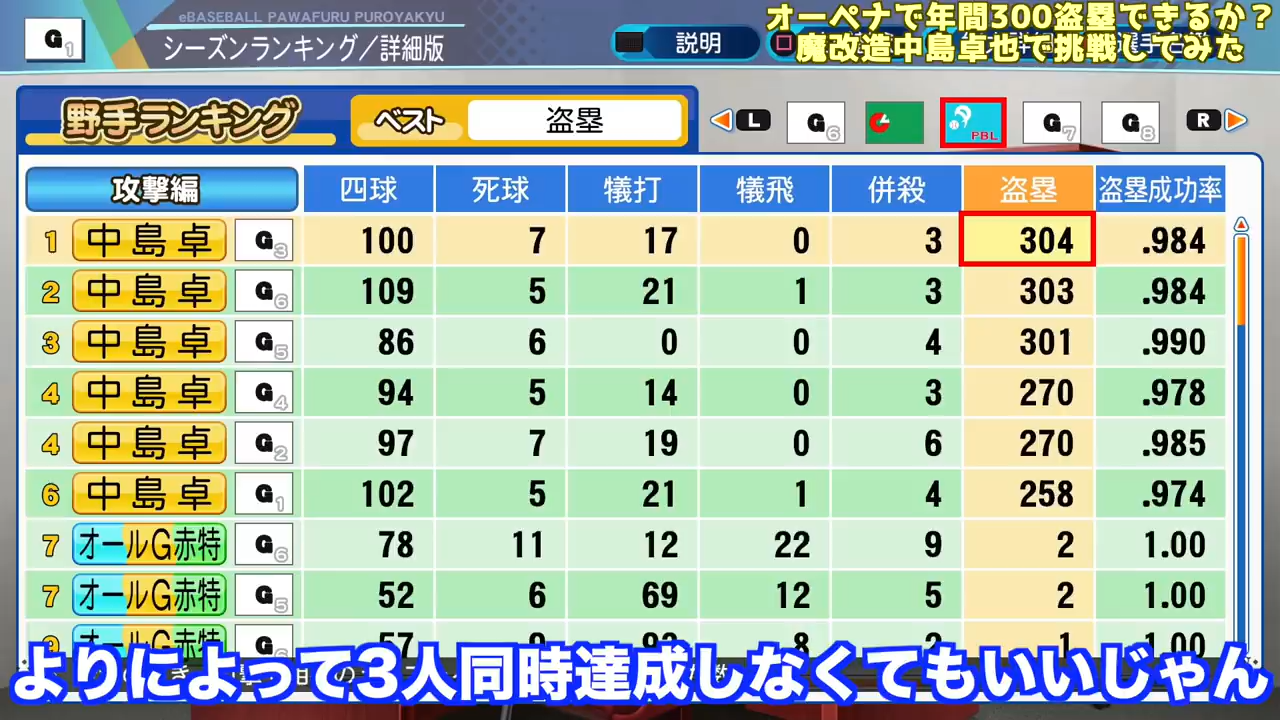 eBASEBALL PAWAFURU PUROYAKYU
G1
シーズンランキング／詳細版
説明
オーペナで年間300盗塁できるか？
魔改造中島卓也で挑戦してみた
野手ランキング
ベスト 盗塁
L G6 PBL G7 G8 R
攻撃編 四球 死球 犠打 犠飛 併殺 盗塁 盗塁成功率
1 中島卓 G3 100 7 17 0 3 304 .984
2 中島卓 G6 109 5 21 1 3 303 .984
3 中島卓 G5 86 6 0 0 4 301 .990
4 中島卓 G4 94 5 14 0 3 270 .978
4 中島卓 G2 97 7 19 0 6 270 .985
6 中島卓 G1 102 5 21 1 4 258 .974
7 オールG赤特 G6 78 11 12 22 9 2 1.00
7 オールG赤特 G5 52 6 69 12 5 2 1.00
オールG赤特 57 8 1 1.00
よりによって3人同時達成しなくてもいいじゃん